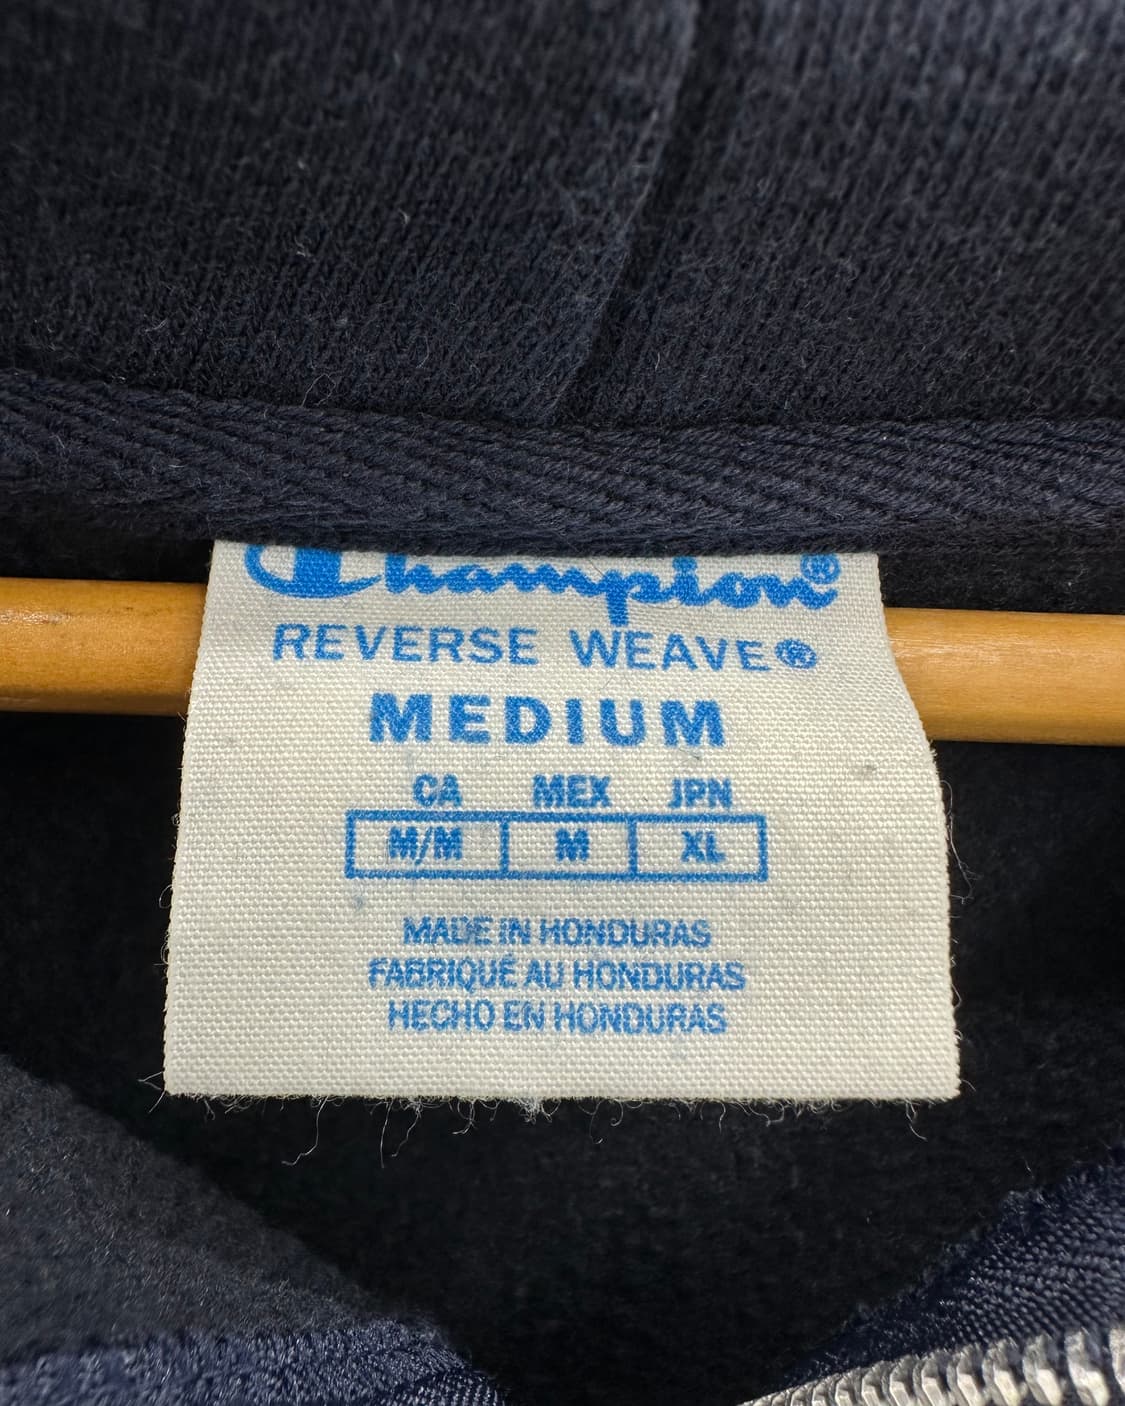 Champion®
REVERSE WEAVE®
MEDIUM
CA MEX JPN
M/M M XL
MADE IN HONDURAS
FABRIQUÉ AU HONDURAS
HECHO EN HONDURAS